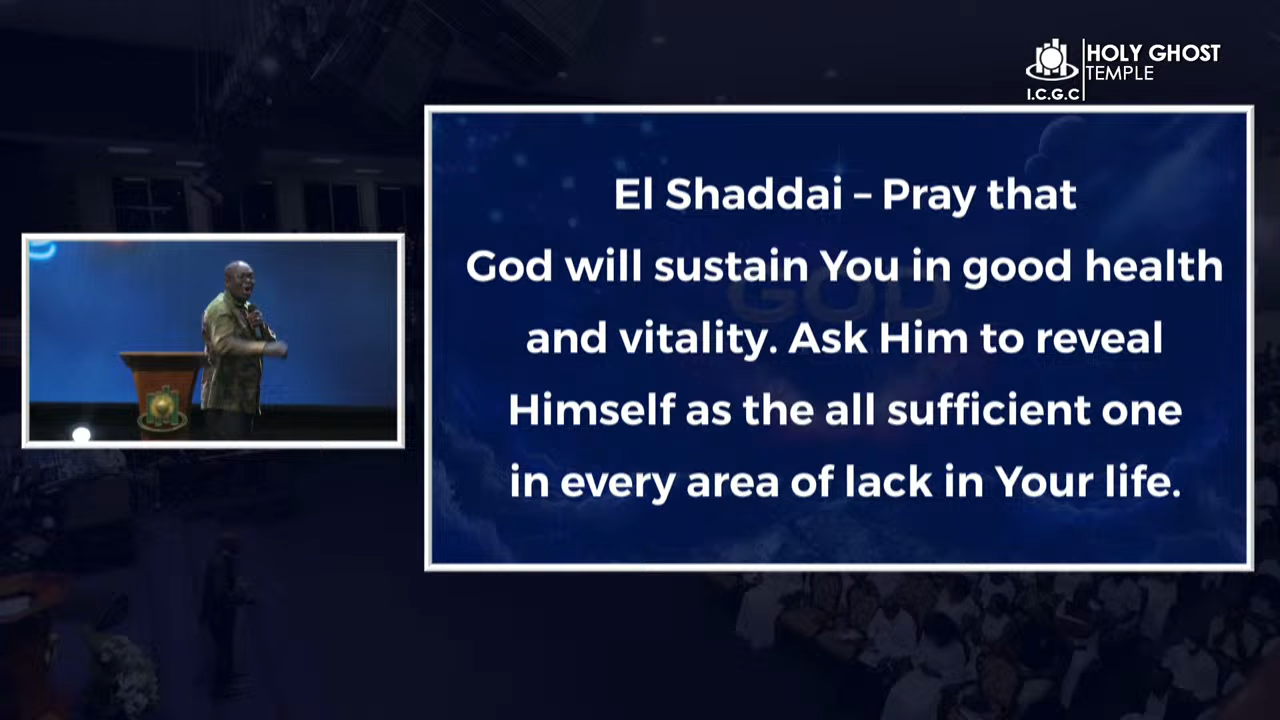 HOLY GHOST
TEMPLE
I.C.G.C
El Shaddai – Pray that
God will sustain You in good health
and vitality. Ask Him to reveal
Himself as the all sufficient one
in every area of lack in Your life.
GOD